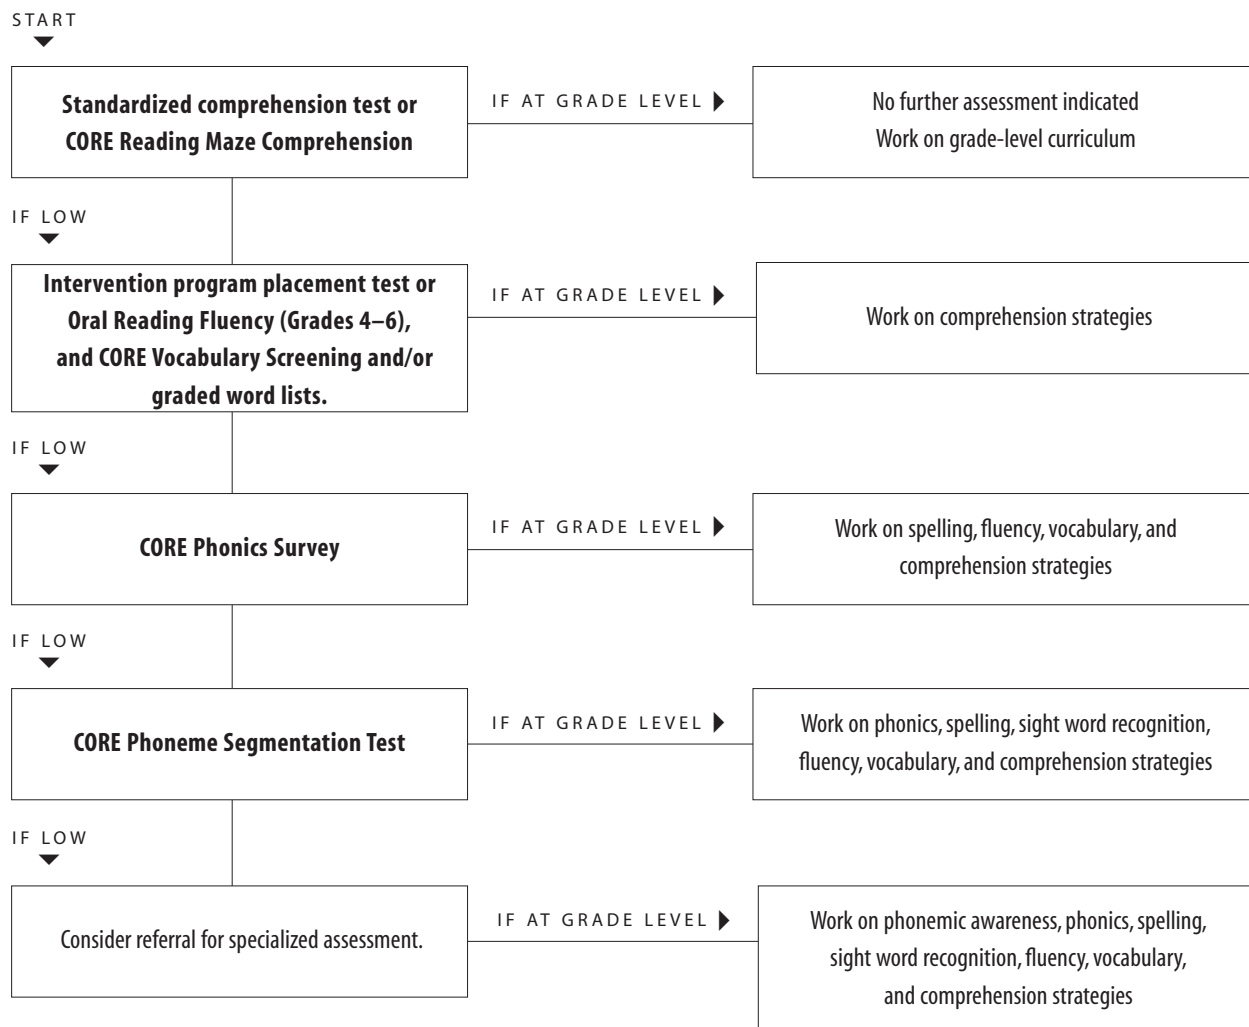 START
Standardized comprehension test or
CORE Reading Maze Comprehension
IF AT GRADE LEVEL
No further assessment indicated
Work on grade-level curriculum
IF LOW
Intervention program placement test or
Oral Reading Fluency (Grades 4–6),
and CORE Vocabulary Screening and/or
graded word lists.
IF AT GRADE LEVEL
Work on comprehension strategies
IF LOW
CORE Phonics Survey
IF AT GRADE LEVEL
Work on spelling, fluency, vocabulary, and
comprehension strategies
IF LOW
CORE Phoneme Segmentation Test
IF AT GRADE LEVEL
Work on phonics, spelling, sight word recognition,
fluency, vocabulary, and comprehension strategies
IF LOW
Consider referral for specialized assessment.
IF AT GRADE LEVEL
Work on phonemic awareness, phonics, spelling,
sight word recognition, fluency, vocabulary,
and comprehension strategies